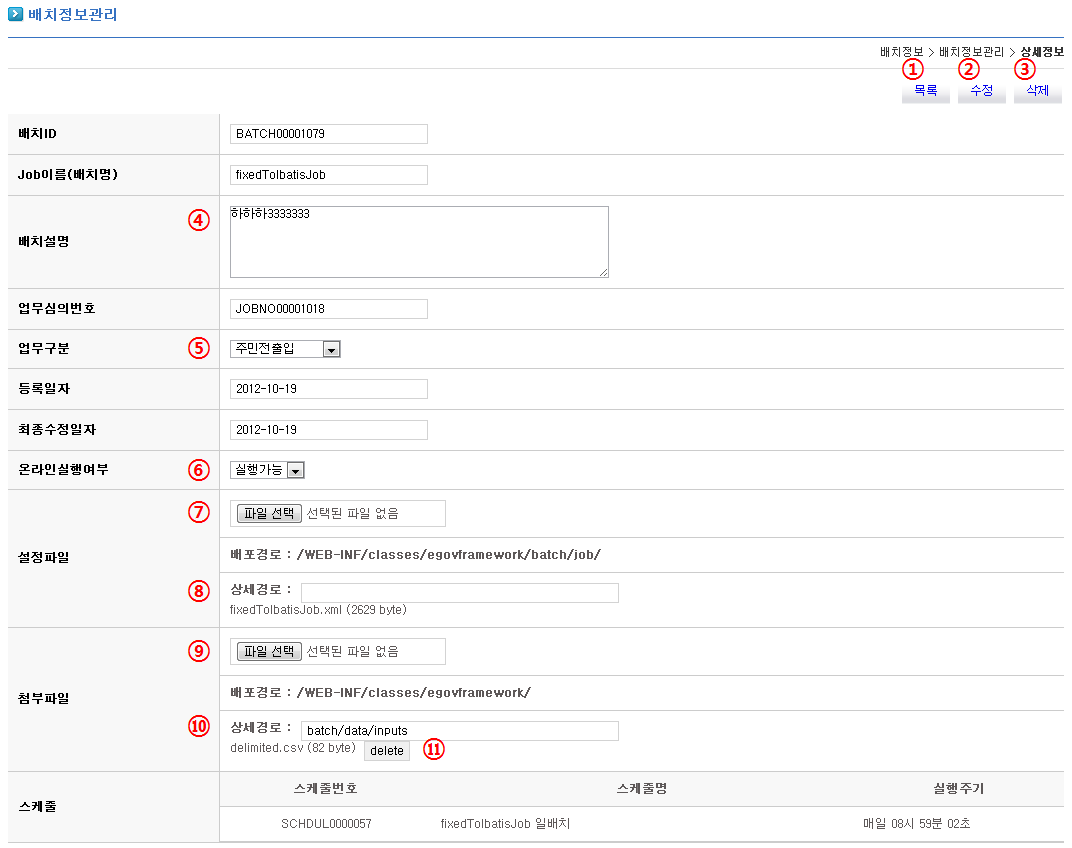 배치정보관리
배치정보 > 배치정보관리 > 상세정보
① ② ③
목록 수정 삭제
배치ID BATCH00001079
Job이름(배치명) fixedToIbatisJob
④ 하하하3333333
배치설명
업무심의번호 JOBNO00001018
업무구분 ⑤ 주민전출입
등록일자 2012-10-19
최종수정일자 2012-10-19
온라인실행여부 ⑥ 실행가능
⑦ 파일 선택 선택된 파일 없음
설정파일 배포경로 : /WEB-INF/classes/egovframework/batch/job/
⑧ 상세경로 :
fixedToIbatisJob.xml (2629 byte)
⑨ 파일 선택 선택된 파일 없음
첨부파일 배포경로 : /WEB-INF/classes/egovframework/
⑩ 상세경로 : batch/data/inputs
delimited.csv (82 byte) delete ⑪
스케줄 스케줄번호 스케줄명 실행주기
SCHDUL0000057 fixedToIbatisJob 일배치 매일 08시 59분 02초